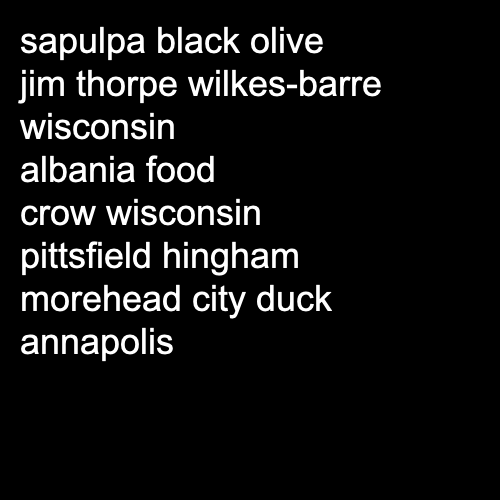 sapulpa black olive
jim thorpe wilkes-barre
wisconsin
albania food
crow wisconsin
pittsfield hingham
morehead city duck
annapolis